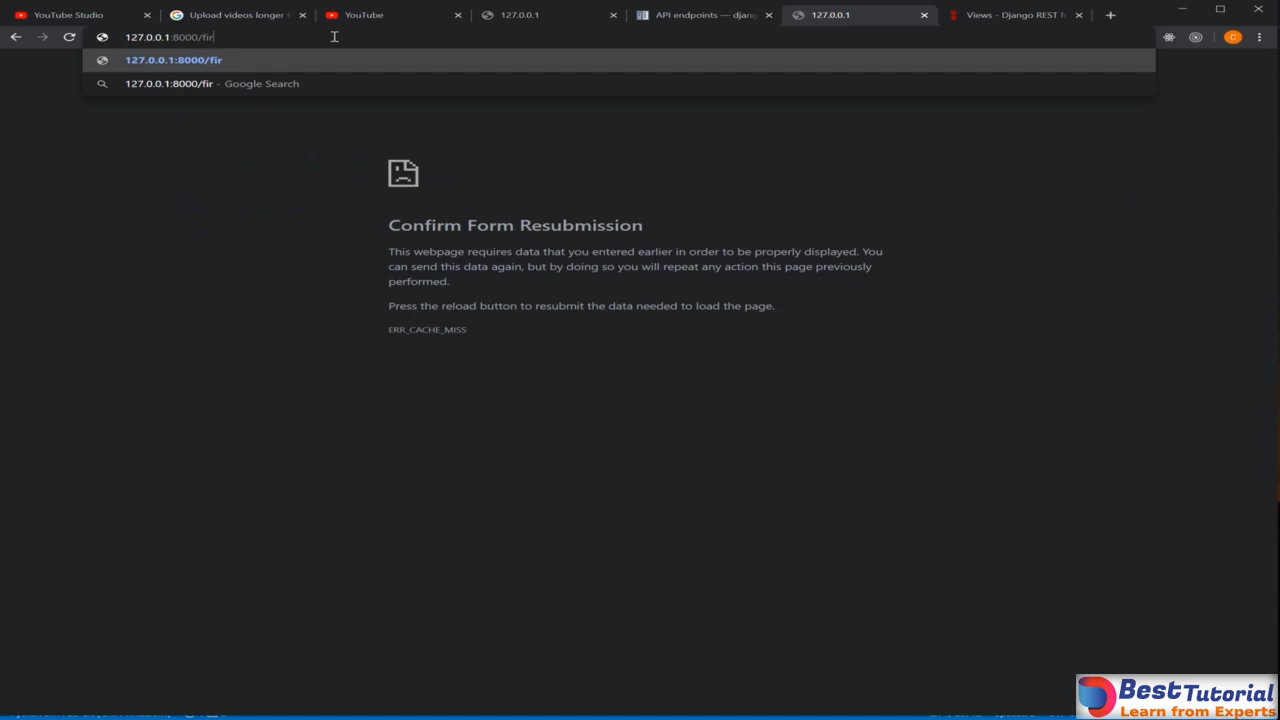 YouTube Studio
Upload videos longer t
YouTube
127.0.0.1
API endpoints — djang
127.0.0.1
Views - Django REST f
127.0.0.1:8000/fir
C
127.0.0.1:8000/fir
127.0.0.1:8000/fir - Google Search
Confirm Form Resubmission
This webpage requires data that you entered earlier in order to be properly displayed. You
can send this data again, but by doing so you will repeat any action this page previously
performed.
Press the reload button to resubmit the data needed to load the page.
ERR_CACHE_MISS
BestTutorial
Learn from Experts